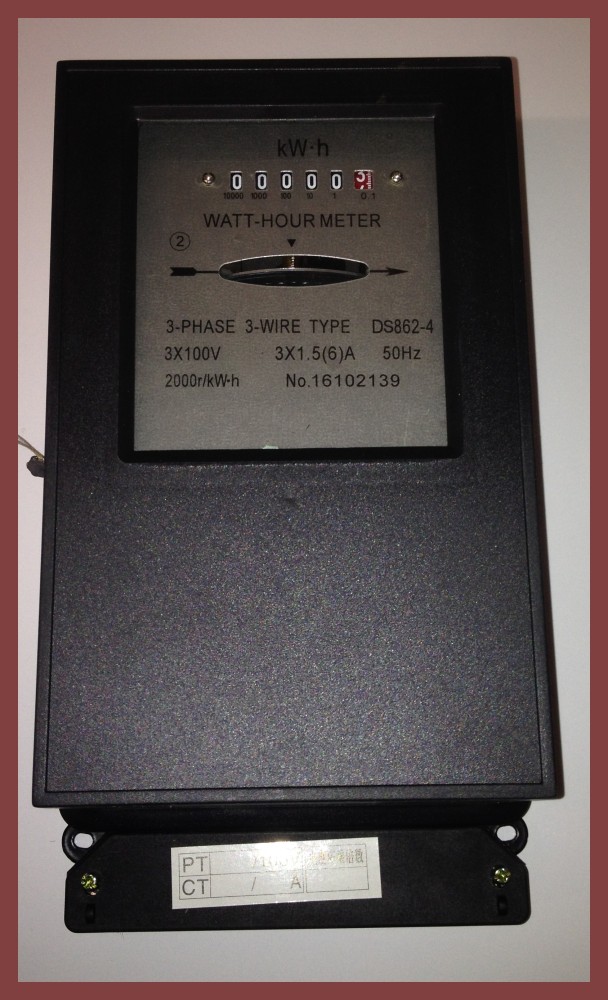 kW·h
0 0 0 0 0 3
10000 1000 100 10 1 0.1
WATT-HOUR METER
2
3-PHASE 3-WIRE TYPE DS862-4
3X100V 3X1.5(6)A 50Hz
2000r/kW·h No.16102139
PT
CT / A